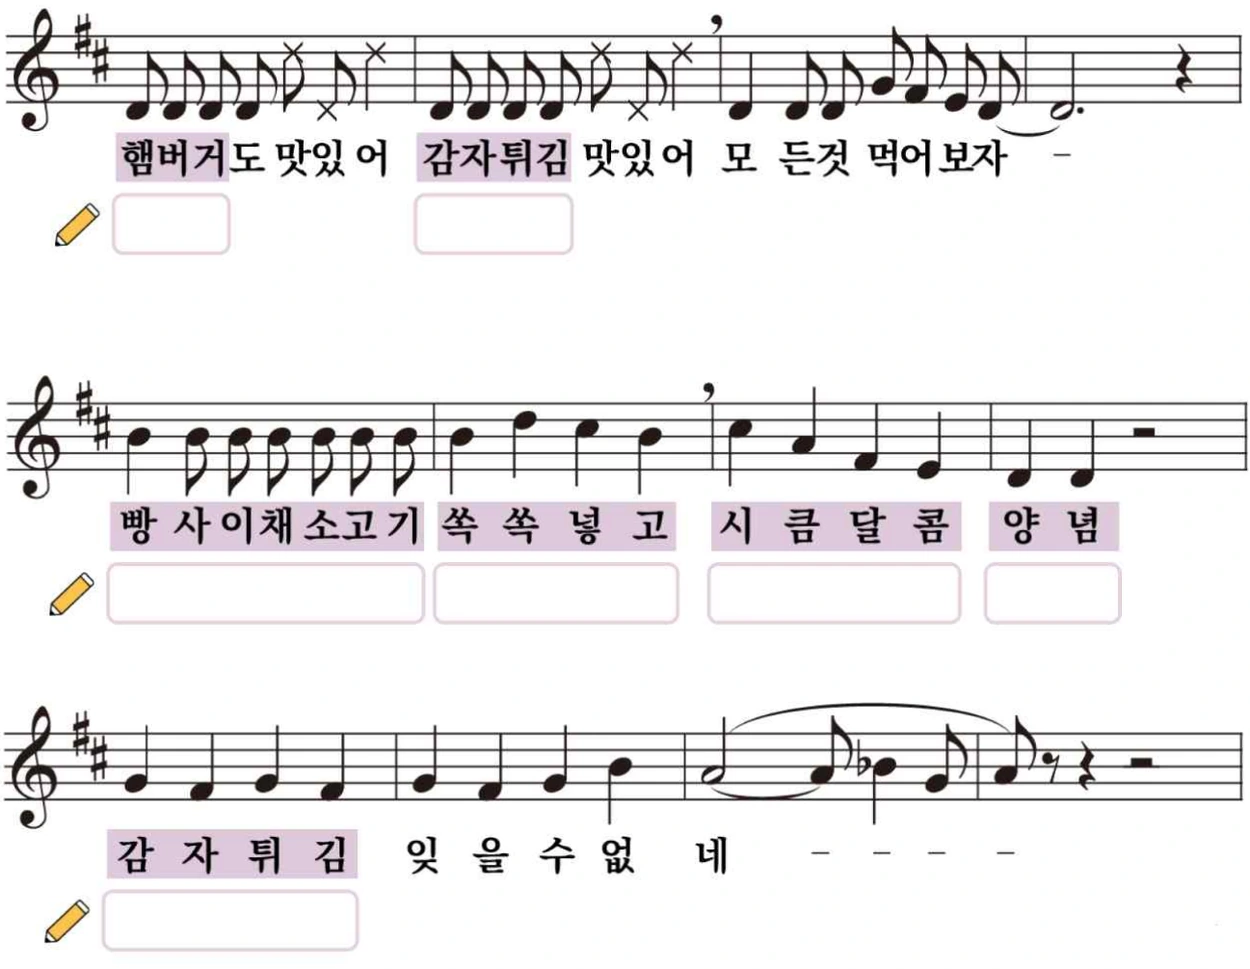 햄버거도 맛있 어 감자튀김 맛있어 모 든것 먹어보자 –
빵 사이채 소고 기 쏙 쏙 넣 고 시 큼 달 콤 양 념
감 자 튀 김 잊 을 수 없 네 – – – –